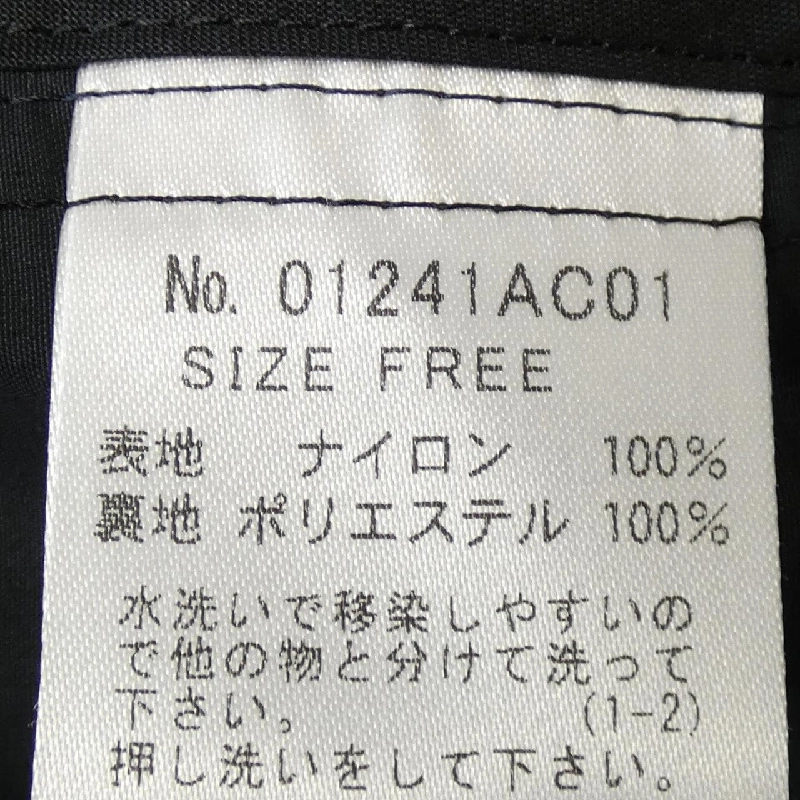 No. 01241AC01
SIZE FREE
表地 ナイロン 100%
裏地 ポリエステル 100%
水洗いで移染しやすいの
で他の物と分けて洗って
下さい。 (1-2)
押し洗いをして下さい。